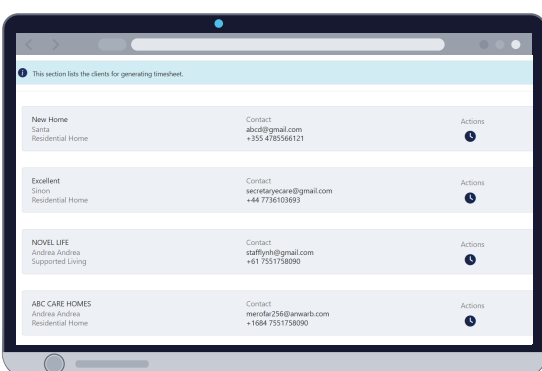 This section lists the clients for generating timesheet.
New Home
Santa
Residential Home
Contact
abcd@gmail.com
+355 4785566121
Actions
Excellent
Sinon
Residential Home
Contact
secretaryecare@gmail.com
+44 7736103693
Actions
NOVEL LIFE
Andrea Andrea
Supported Living
Contact
stafflynh@gmail.com
+61 7551758090
Actions
ABC CARE HOMES
Andrea Andrea
Residential Home
Contact
merofar256@anwarb.com
+1684 7551758090
Actions